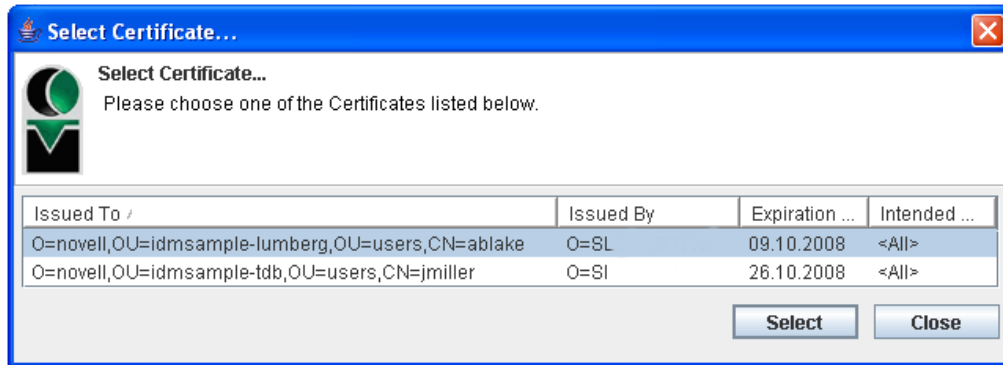 Select Certificate...
Select Certificate...
Please choose one of the Certificates listed below.
Issued To Issued By Expiration ... Intended ...
O=novell,OU=idmsample-lumberg,OU=users,CN=ablake O=SL 09.10.2008 <All>
O=novell,OU=idmsample-tdb,OU=users,CN=jmiller O=SI 26.10.2008 <All>
Select Close